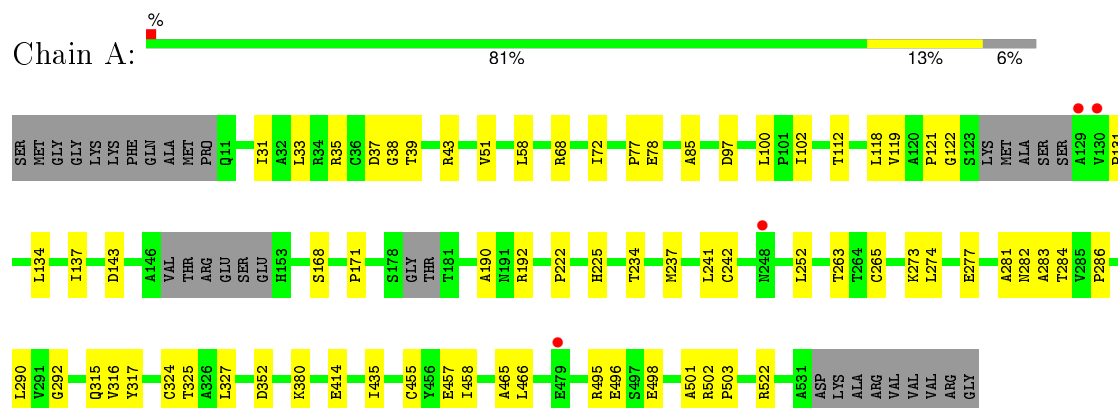 %
Chain A:
81% 13% 6%
SER MET GLY GLY LYS LYS PHE GLN ALA MET PRO Q11 I31 A32 L33 R34 R35 C36 D37 G38 T39 R43 V51 L58 R68 I72 P77 E78 A85 D97 L100 P101 I102 T112 L118 V119 A120 P121 G122 S123 LYS MET ALA SER SER A129 V130 P131
L134 I137 D143 A146 VAL THR ARG GLU SER GLU H153 S168 P171 S178 GLY THR T181 A190 N191 R192 P222 H225 T234 M237 L241 C242 N248 L252 T263 T264 C265 K273 L274 E277 A281 N282 A283 T284 V285 P286
L290 V291 G292 Q315 V316 Y317 C324 T325 A326 L327 D352 K380 E414 I435 C455 Y456 E457 I458 A465 L466 E479 R495 E496 S497 E498 A501 R502 P503 R522 A531 ASP LYS ALA ARG VAL VAL VAL ARG GLY